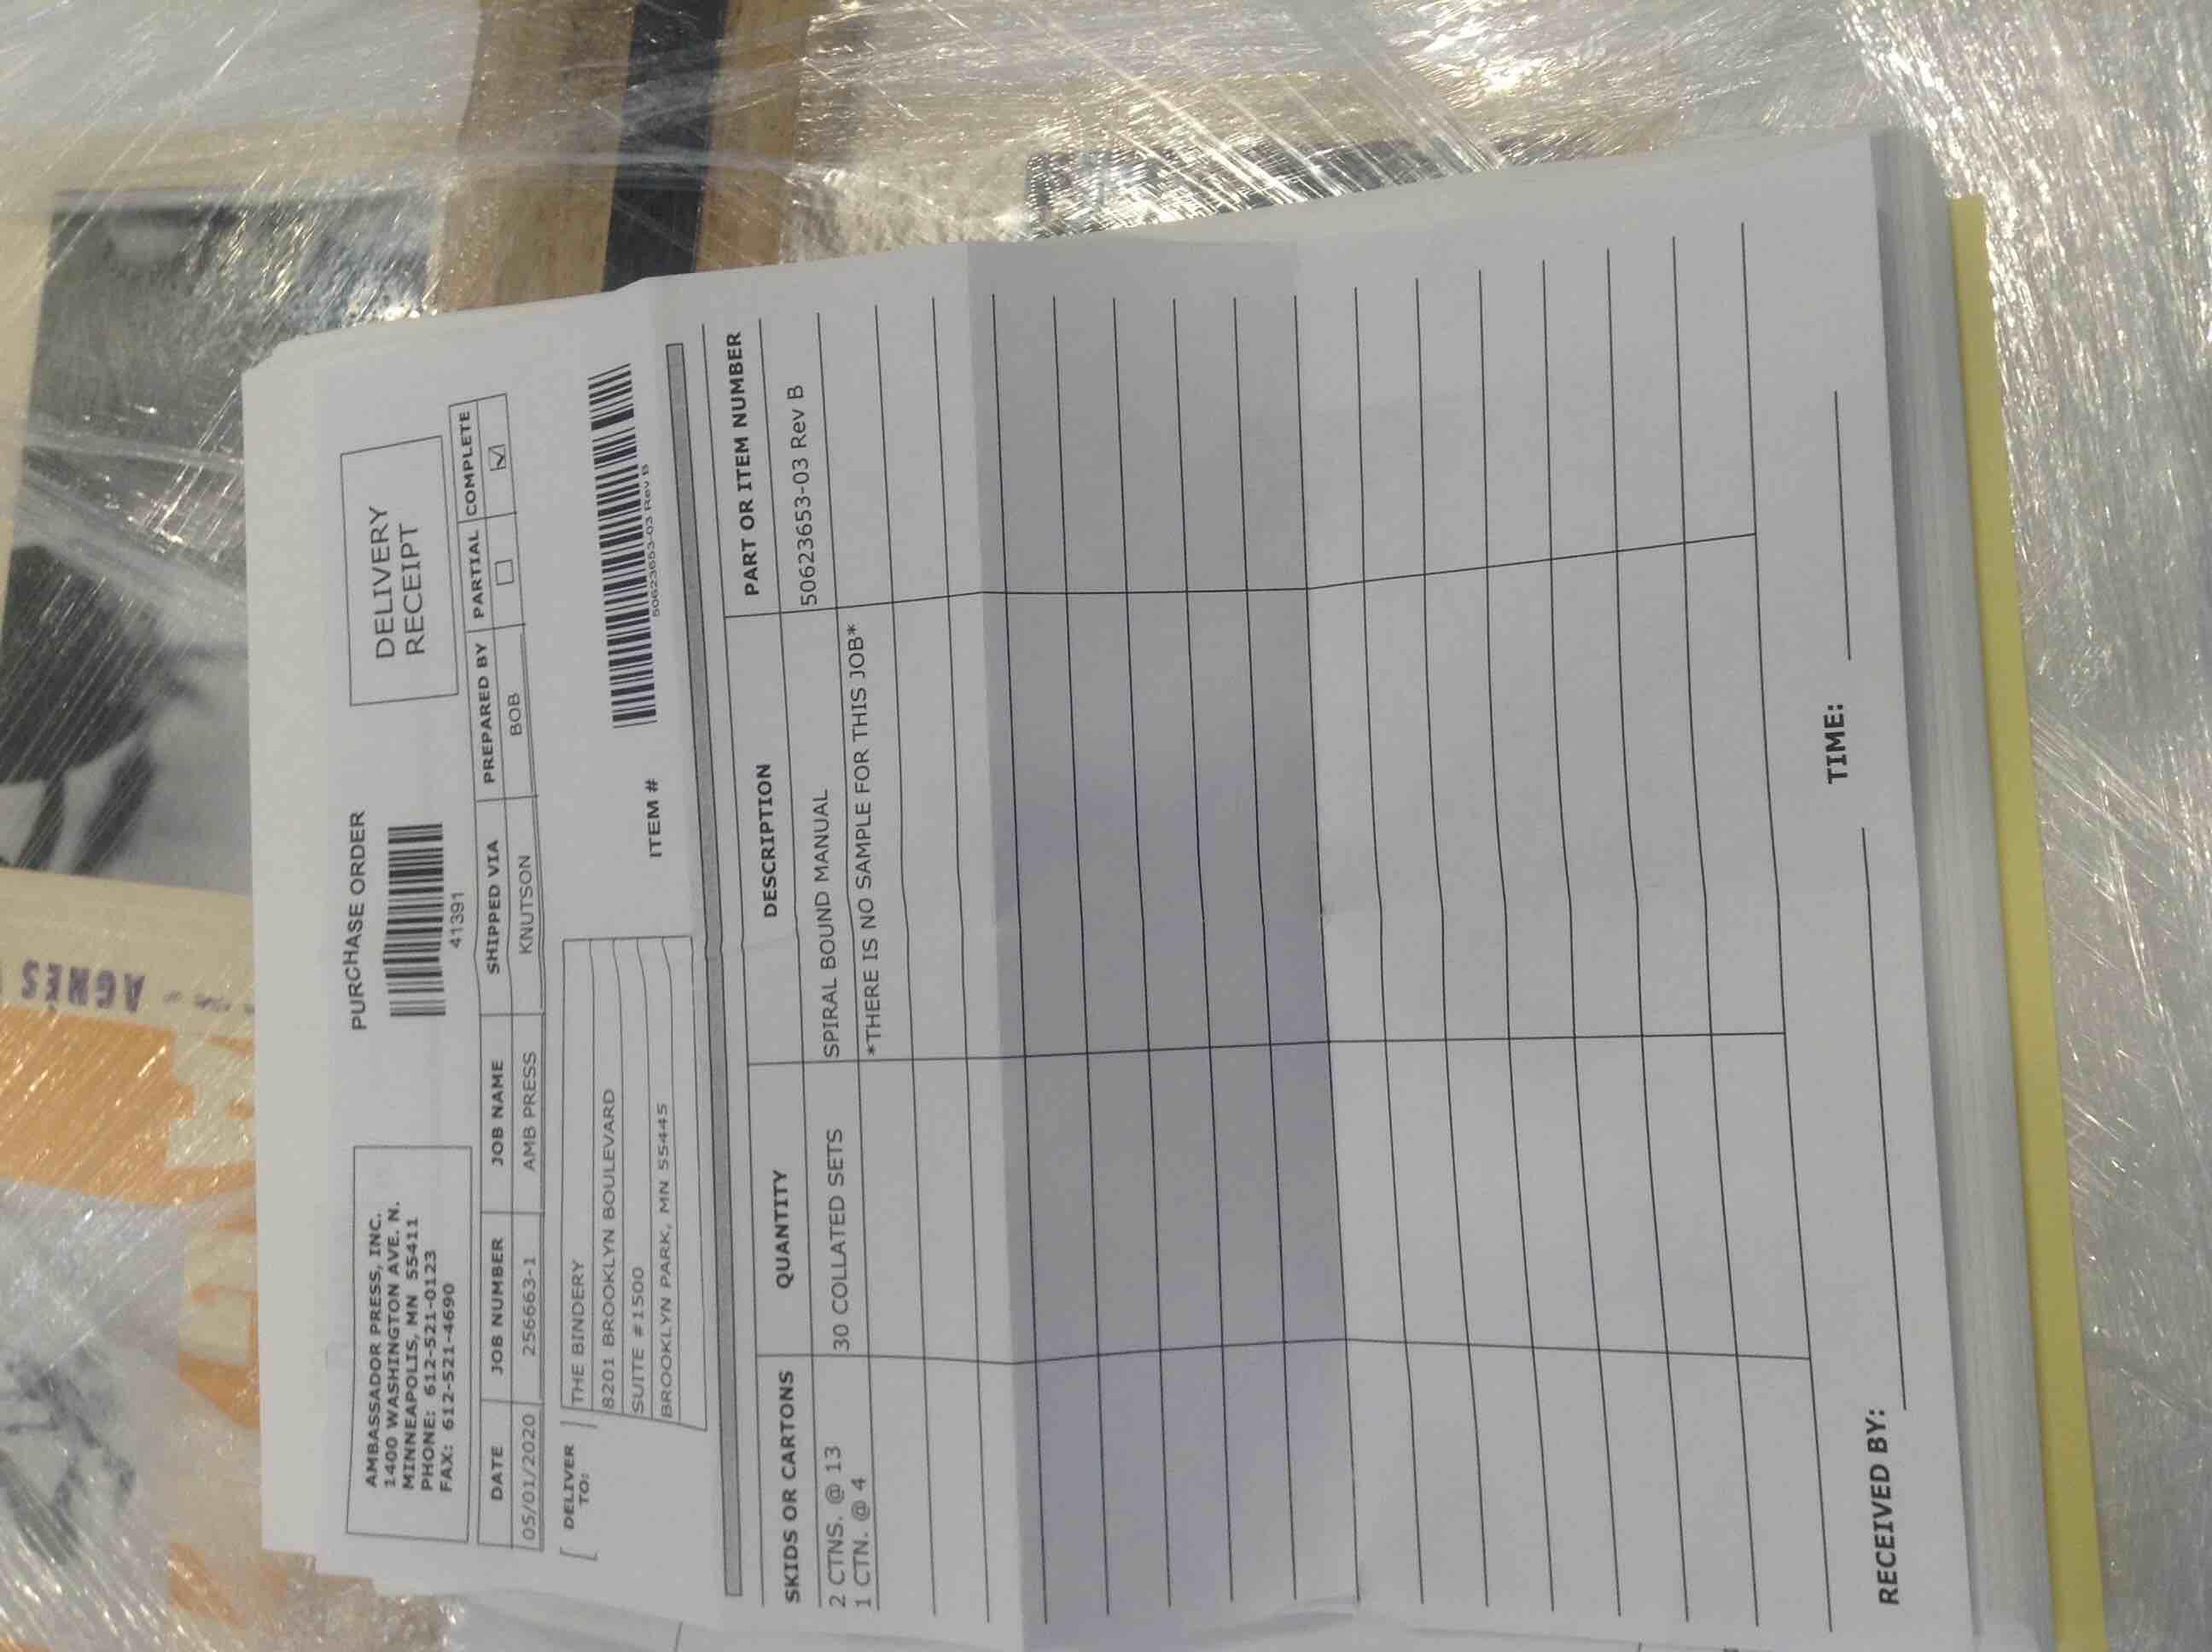 AMBASSADOR PRESS, INC.
1400 WASHINGTON AVE. N.
MINNEAPOLIS, MN 55411
PHONE: 612-521-0123
FAX: 612-521-4690
PURCHASE ORDER
41391
DELIVERY
RECEIPT
DATE JOB NUMBER JOB NAME SHIPPED VIA PREPARED BY PARTIAL COMPLETE
05/01/2020 256663-1 AMB PRESS KNUTSON BOB
DELIVER
TO:
THE BINDERY
8201 BROOKLYN BOULEVARD
SUITE #1500
BROOKLYN PARK, MN 55445
ITEM #
50623653-03 Rev B
SKIDS OR CARTONS QUANTITY DESCRIPTION PART OR ITEM NUMBER
2 CTNS. @ 13 30 COLLATED SETS SPIRAL BOUND MANUAL 50623653-03 Rev B
1 CTN. @ 4 *THERE IS NO SAMPLE FOR THIS JOB*
RECEIVED BY: TIME:
AGNES